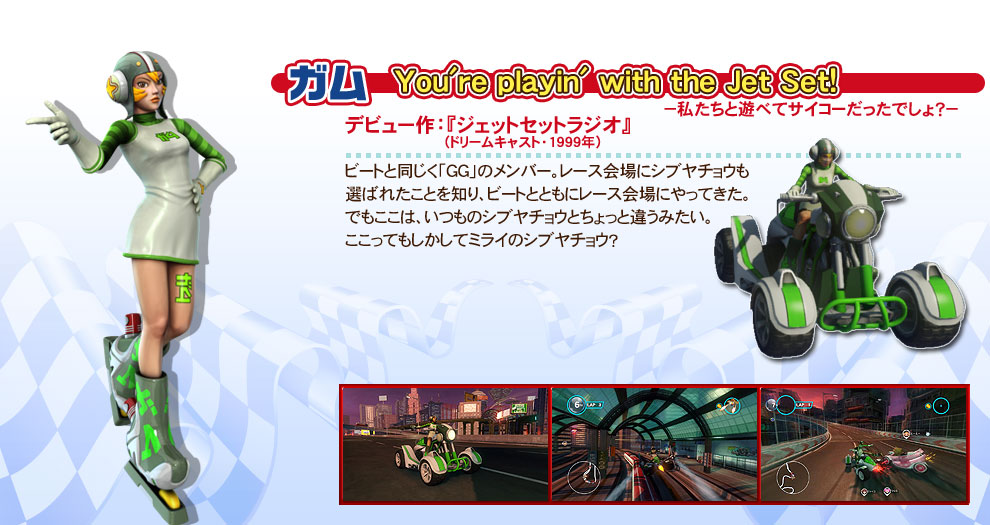 ガム You're playin' with the Jet Set!
－私たちと遊べてサイコーだったでしょ?－
デビュー作：『ジェットセットラジオ』
（ドリームキャスト・1999年）
ビートと同じく「GG」のメンバー。レース会場にシブヤチョウも
選ばれたことを知り、ビートとともにレース会場にやってきた。
でもここは、いつものシブヤチョウとちょっと違うみたい。
ここってもしかしてミライのシブヤチョウ?